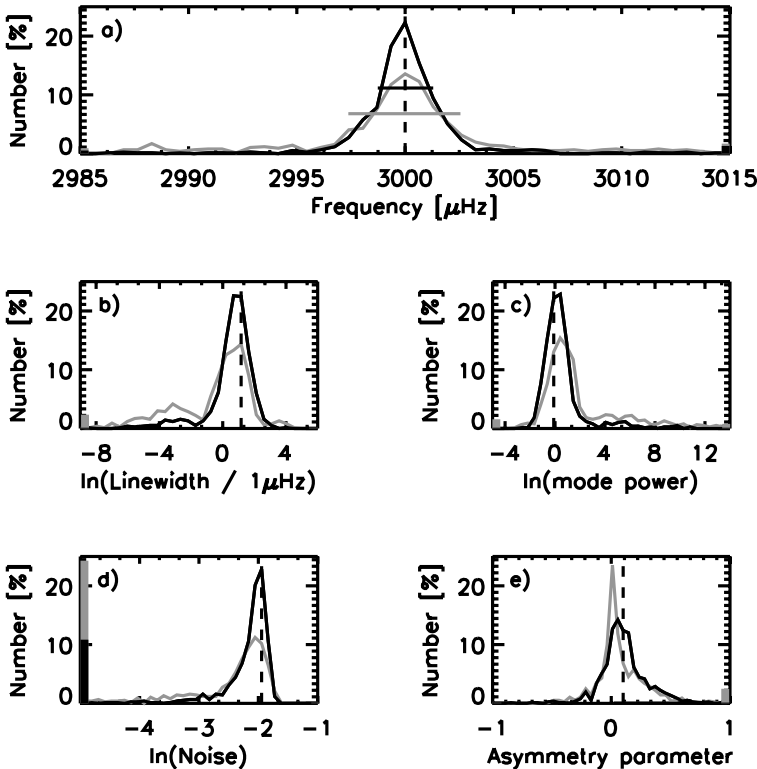 a)
Number [%]
20
10
0
2985 2990 2995 3000 3005 3010 3015
Frequency [μHz]
b)
Number [%]
20
10
0
−8 −4 0 4
ln(Linewidth / 1μHz)
c)
Number [%]
20
10
0
−4 0 4 8 12
ln(mode power)
d)
Number [%]
20
10
0
−4 −3 −2 −1
ln(Noise)
e)
Number [%]
20
10
0
−1 0 1
Asymmetry parameter